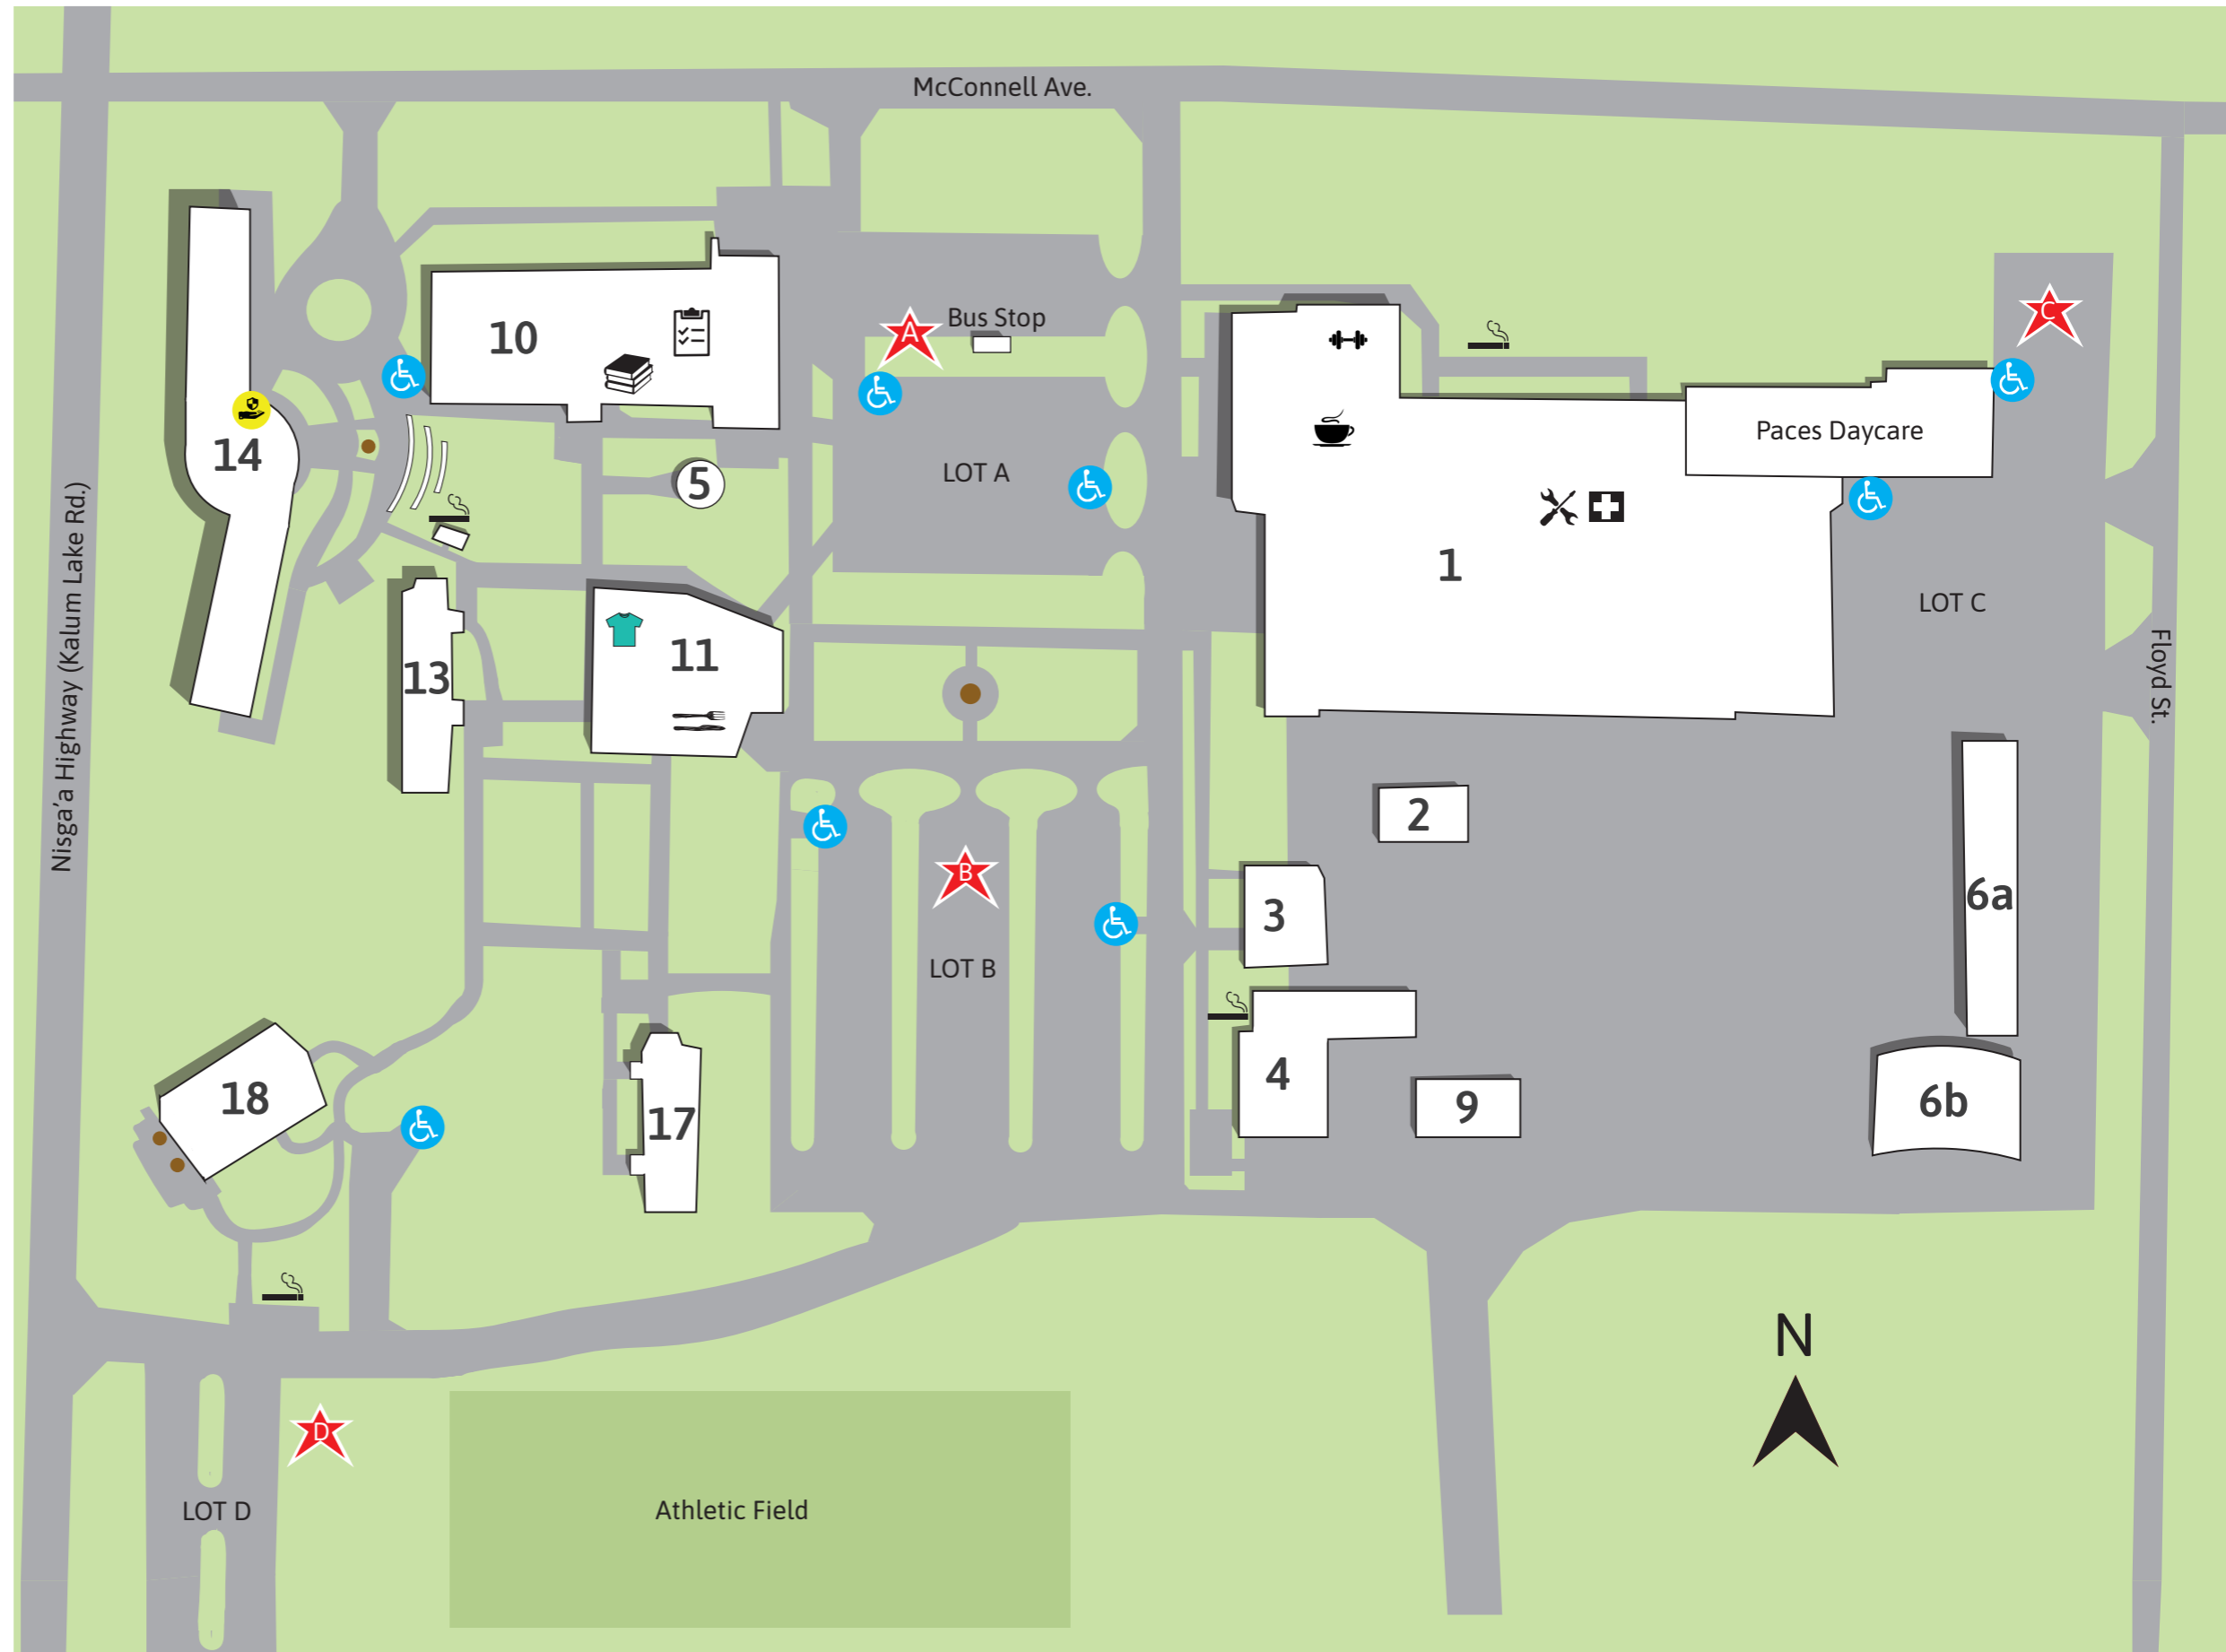 McConnell Ave.
C
A
Bus Stop
10
Paces Daycare
14
LOT A
5
1
LOT C
Floyd St.
11
13
Nisga'a Highway (Kalum Lake Rd.)
2
B
6a
3
LOT B
4
18
9
6b
17
N
D
LOT D
Athletic Field